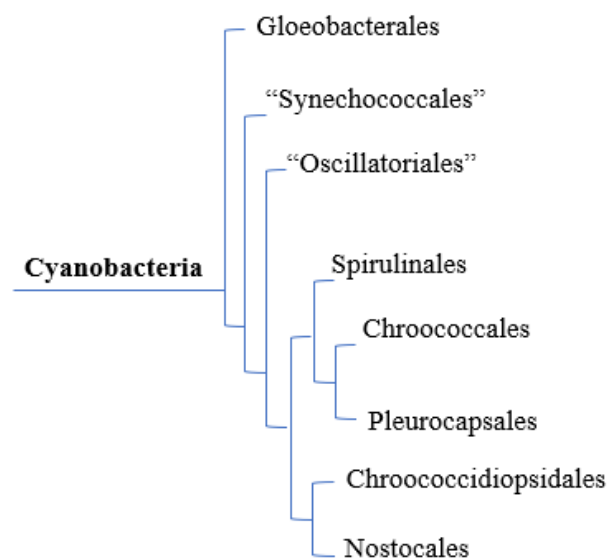 Gloeobacterales
“Synechococcales”
“Oscillatoriales”
Cyanobacteria
Spirulinales
Chroococcales
Pleurocapsales
Chroococcidiopsidales
Nostocales